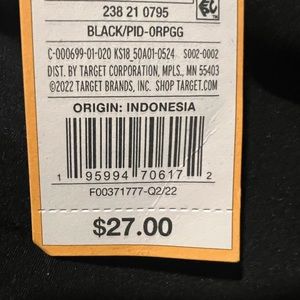 238 21 0795
BLACK/PID-0RPGG
C-000699-01-020 KS18 50A01-0524 S002-0002
DIST. BY TARGET CORPORATION, MPLS, MN 55403
©2022 TARGET BRANDS, INC. SHOP TARGET.COM
ORIGIN: INDONESIA
1 95994 70617 2
F00371777-Q2/22
$27.00